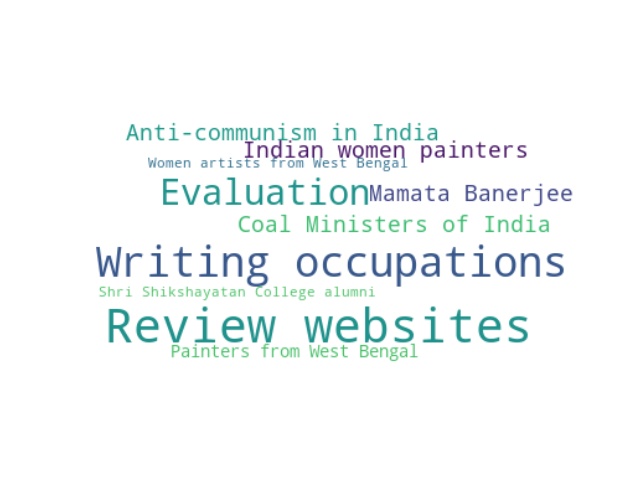 Anti-communism in India
Indian women painters
Women artists from West Bengal
Evaluation
Mamata Banerjee
Coal Ministers of India
Writing occupations
Shri Shikshayatan College alumni
Review websites
Painters from West Bengal